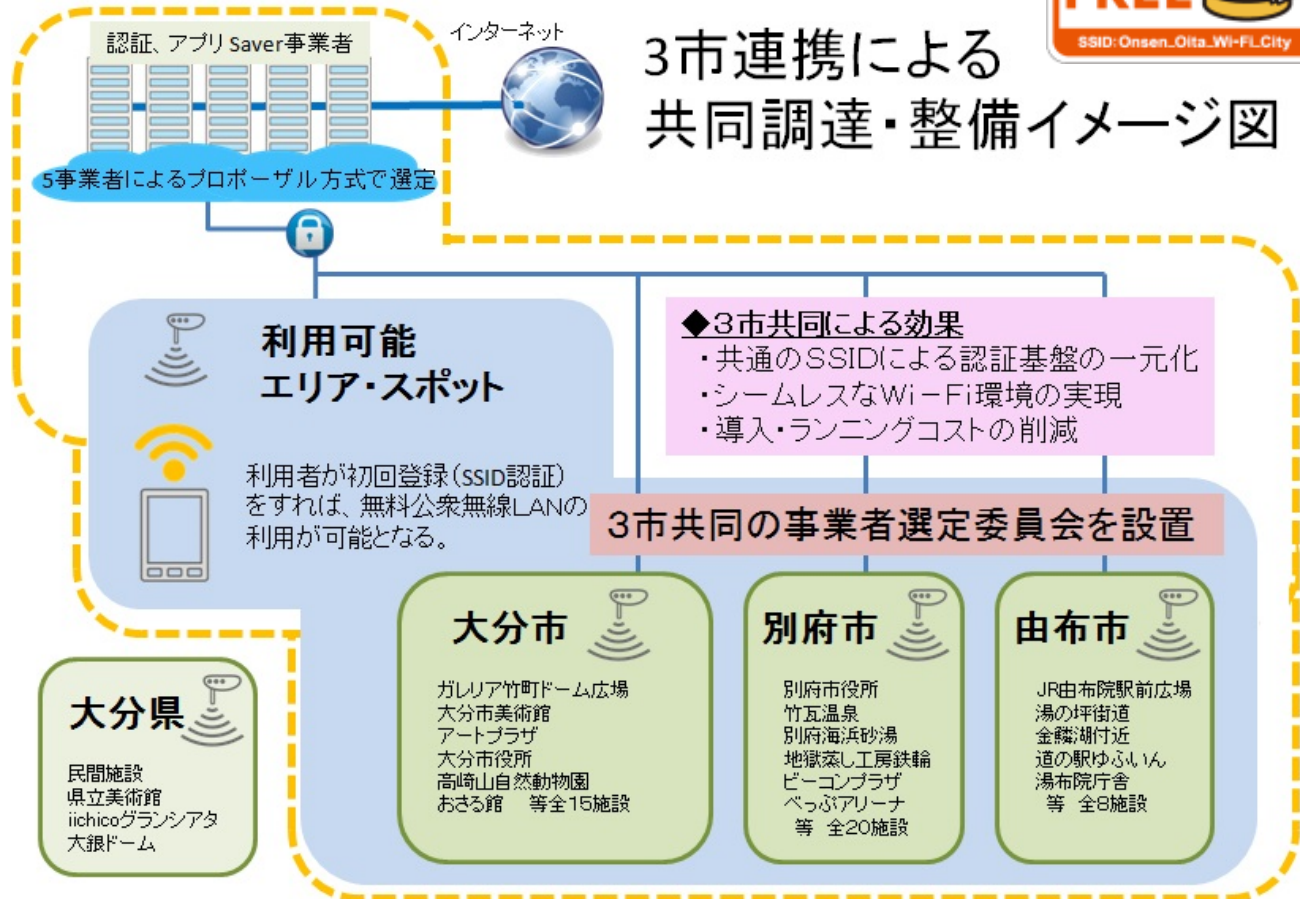 FREE
SSID:Onsen_Oita_Wi-Fi_City
3市連携による
共同調達・整備イメージ図
認証、アプリSaver事業者
インターネット
5事業者によるプロポーザル方式で選定
利用可能
エリア・スポット
利用者が初回登録(SSID認証)
をすれば、無料公衆無線LANの
利用が可能となる。
◆3市共同による効果
・共通のSSIDによる認証基盤の一元化
・シームレスなWi-Fi環境の実現
・導入・ランニングコストの削減
3市共同の事業者選定委員会を設置
大分市
ガレリア竹町ドーム広場
大分市美術館
アートプラザ
大分市役所
高崎山自然動物園
おさる館 等全15施設
別府市
別府市役所
竹瓦温泉
別府海浜砂湯
地獄蒸し工房鉄輪
ビーコンプラザ
べっぷアリーナ
等 全20施設
由布市
JR由布院駅前広場
湯の坪街道
金鱗湖付近
道の駅ゆふいん
湯布院庁舎
等 全8施設
大分県
民間施設
県立美術館
iichicoグランシアタ
大銀ドーム